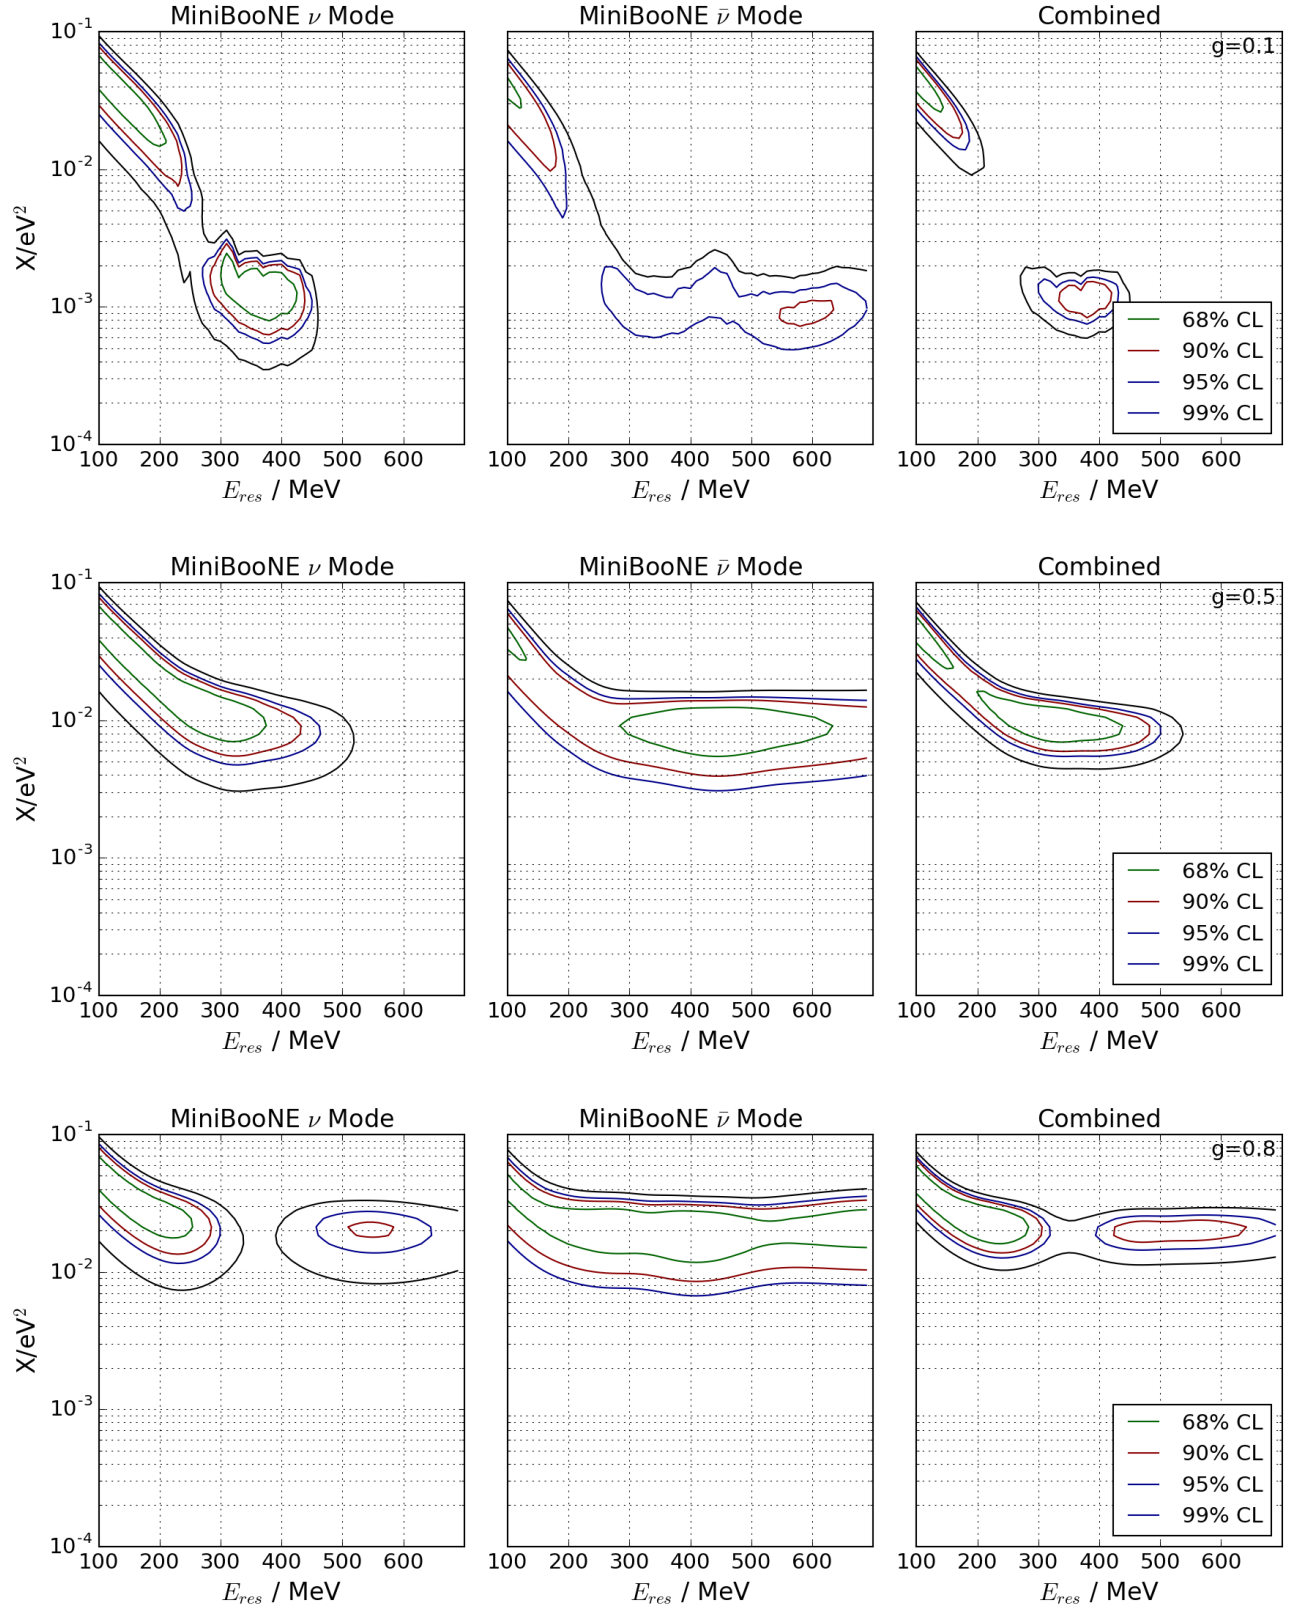 MiniBooNE ν Mode
MiniBooNE ν̄ Mode
Combined
g=0.1
X/eV²
10⁻¹
10⁻²
10⁻³
10⁻⁴
68% CL
90% CL
95% CL
99% CL
100 200 300 400 500 600
100 200 300 400 500 600
100 200 300 400 500 600
E_res / MeV
E_res / MeV
E_res / MeV
MiniBooNE ν Mode
MiniBooNE ν̄ Mode
Combined
g=0.5
X/eV²
10⁻¹
10⁻²
10⁻³
10⁻⁴
68% CL
90% CL
95% CL
99% CL
100 200 300 400 500 600
100 200 300 400 500 600
100 200 300 400 500 600
E_res / MeV
E_res / MeV
E_res / MeV
MiniBooNE ν Mode
MiniBooNE ν̄ Mode
Combined
g=0.8
X/eV²
10⁻¹
10⁻²
10⁻³
10⁻⁴
68% CL
90% CL
95% CL
99% CL
100 200 300 400 500 600
100 200 300 400 500 600
100 200 300 400 500 600
E_res / MeV
E_res / MeV
E_res / MeV